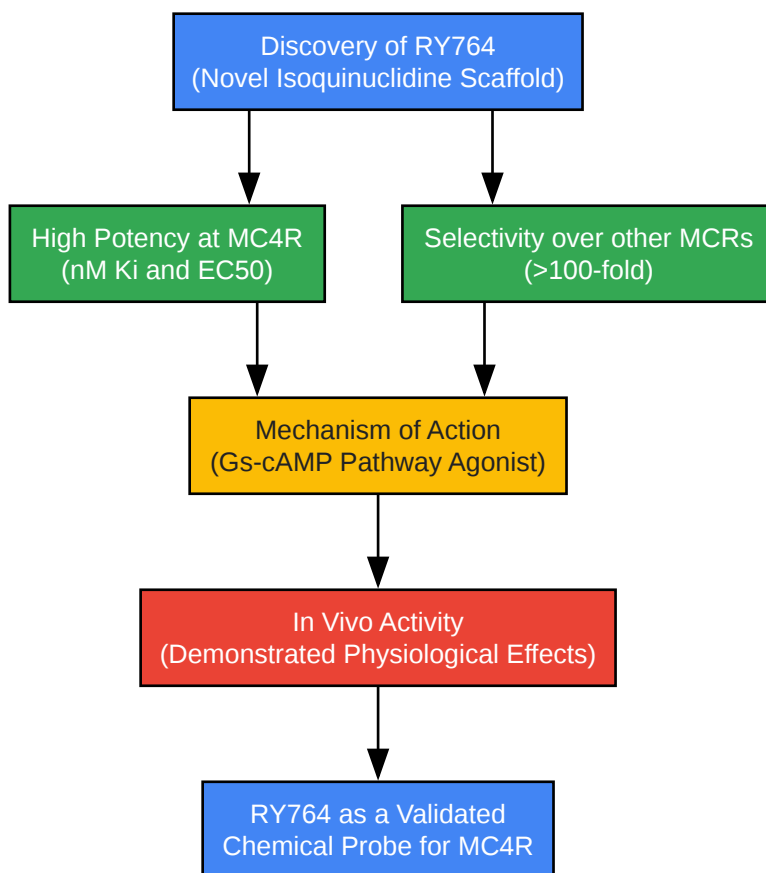 Discovery of RY764
(Novel Isoquinuclidine Scaffold)
High Potency at MC4R
(nM Ki and EC50)
Selectivity over other MCRs
(>100-fold)
Mechanism of Action
(Gs-cAMP Pathway Agonist)
In Vivo Activity
(Demonstrated Physiological Effects)
RY764 as a Validated
Chemical Probe for MC4R